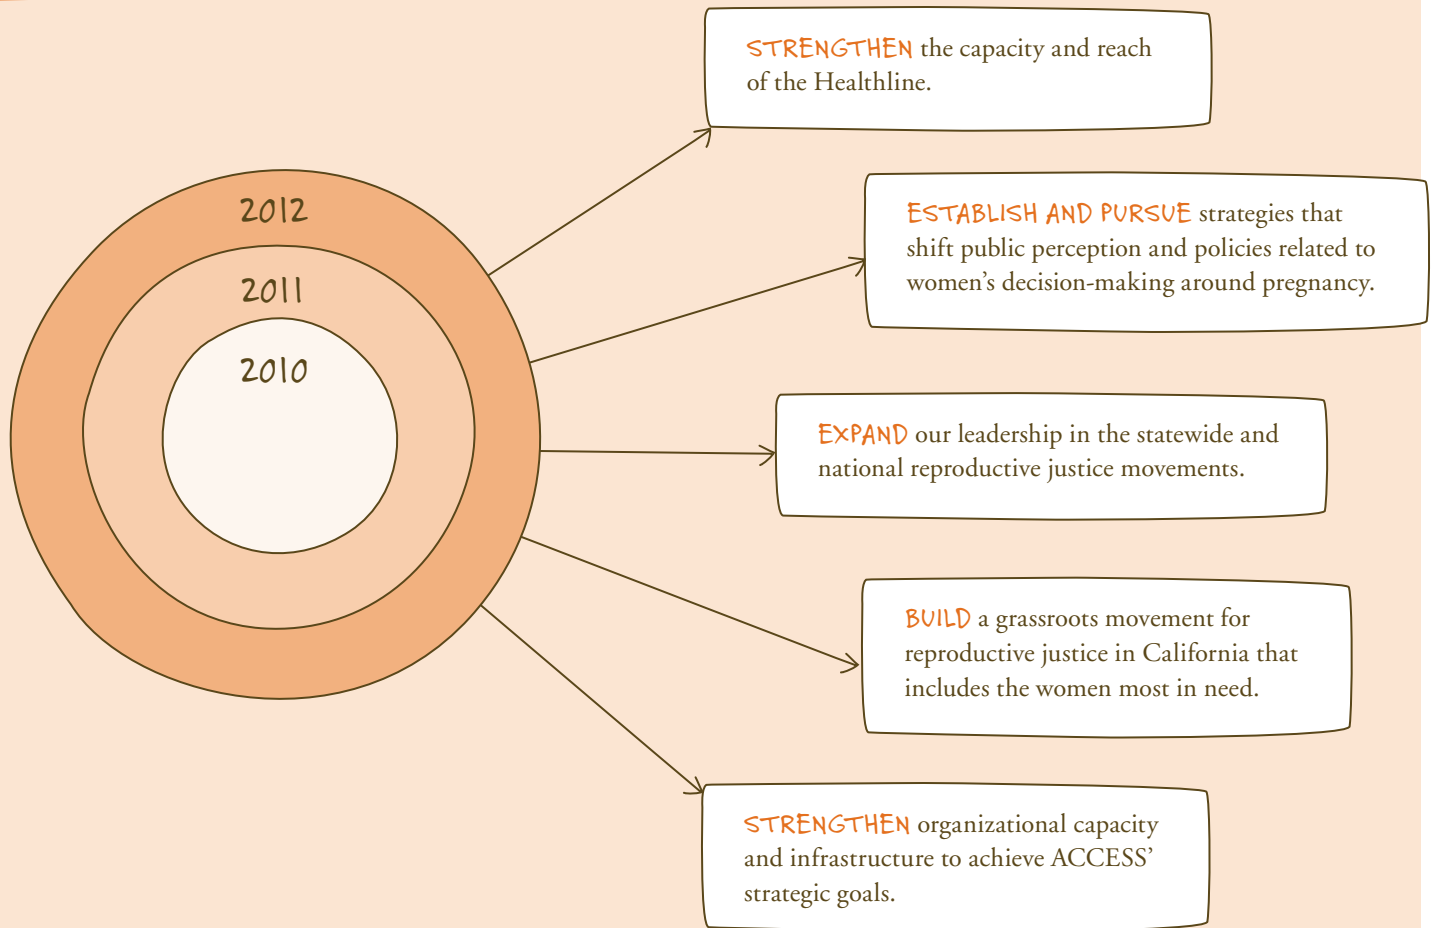 2012
2011
2010
STRENGTHEN the capacity and reach
of the Healthline.
ESTABLISH AND PURSUE strategies that
shift public perception and policies related to
women’s decision-making around pregnancy.
EXPAND our leadership in the statewide and
national reproductive justice movements.
BUILD a grassroots movement for
reproductive justice in California that
includes the women most in need.
STRENGTHEN organizational capacity
and infrastructure to achieve ACCESS’
strategic goals.